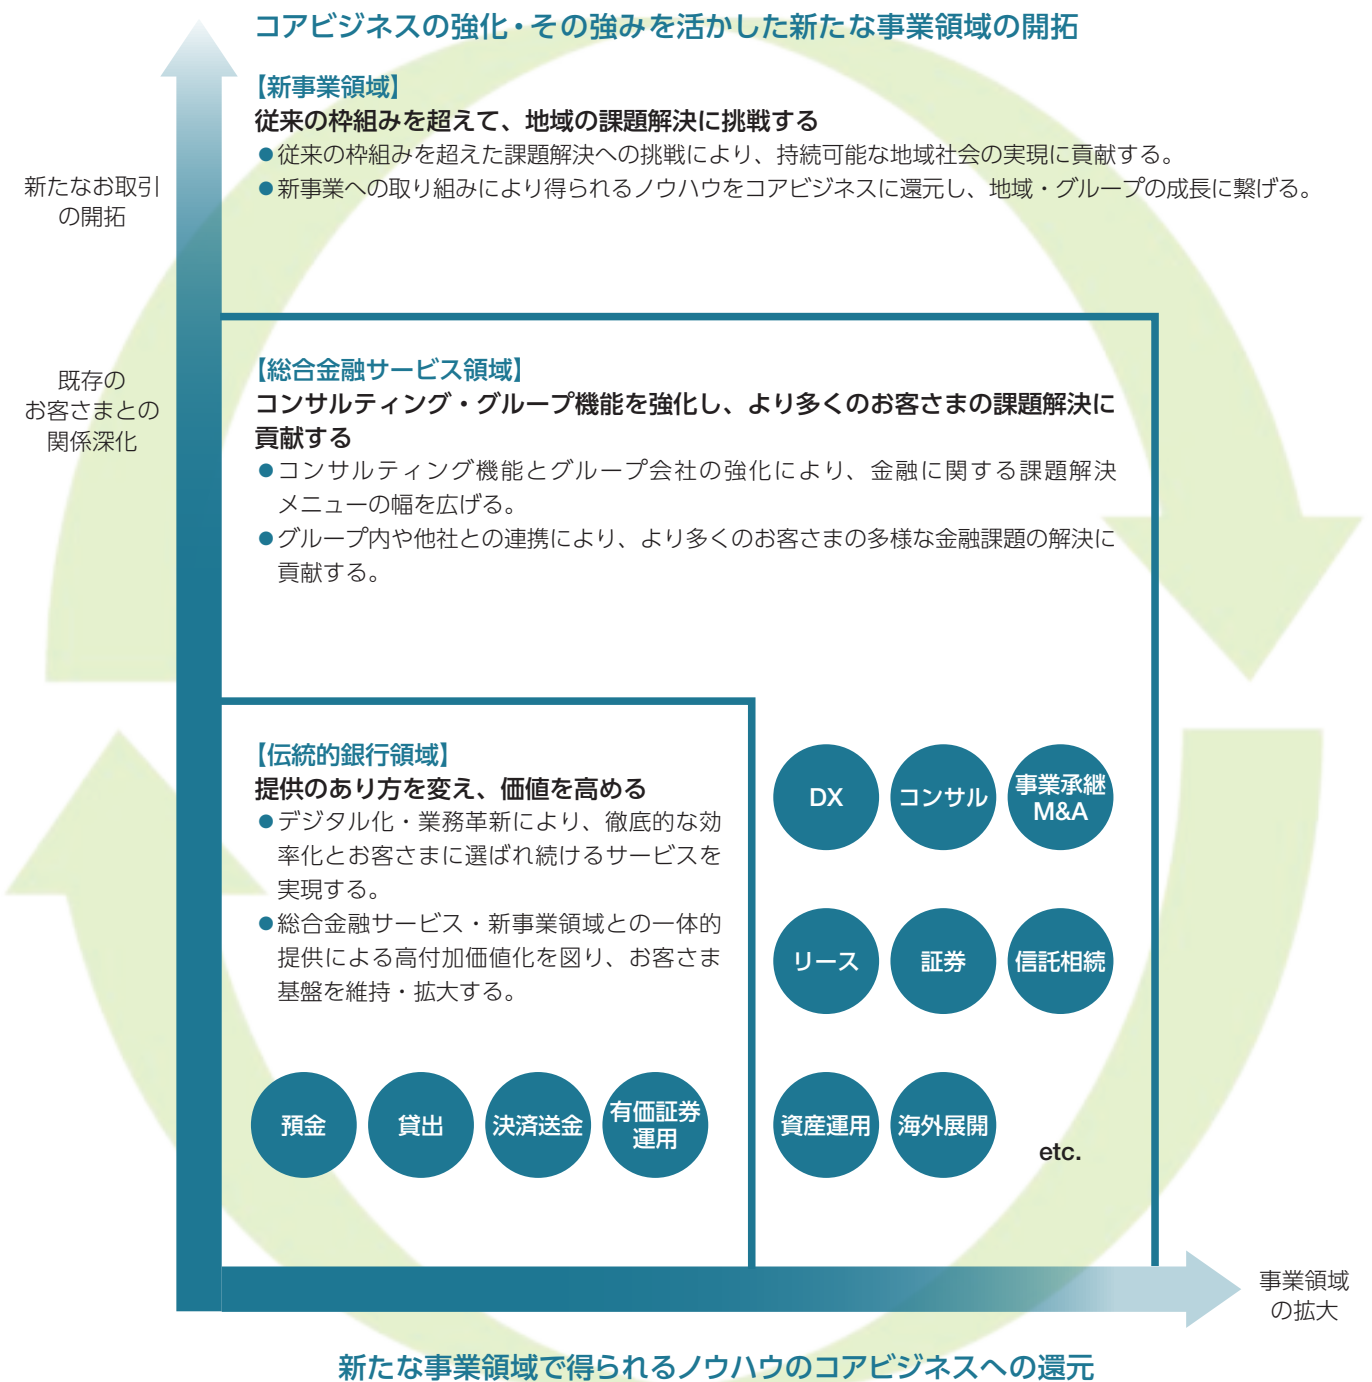 コアビジネスの強化・その強みを活かした新たな事業領域の開拓
【新事業領域】
従来の枠組みを超えて、地域の課題解決に挑戦する
●従来の枠組みを超えた課題解決への挑戦により、持続可能な地域社会の実現に貢献する。
●新事業への取り組みにより得られるノウハウをコアビジネスに還元し、地域・グループの成長に繋げる。
新たなお取引
の開拓
既存の
お客さまとの
関係深化
【総合金融サービス領域】
コンサルティング・グループ機能を強化し、より多くのお客さまの課題解決に
貢献する
●コンサルティング機能とグループ会社の強化により、金融に関する課題解決
メニューの幅を広げる。
●グループ内や他社との連携により、より多くのお客さまの多様な金融課題の解決に
貢献する。
【伝統的銀行領域】
提供のあり方を変え、価値を高める
●デジタル化・業務革新により、徹底的な効
率化とお客さまに選ばれ続けるサービスを
実現する。
●総合金融サービス・新事業領域との一体的
提供による高付加価値化を図り、お客さま
基盤を維持・拡大する。
預金
貸出
決済送金
有価証券
運用
DX
コンサル
事業承継
M&A
リース
証券
信託相続
資産運用
海外展開
etc.
事業領域
の拡大
新たな事業領域で得られるノウハウのコアビジネスへの還元